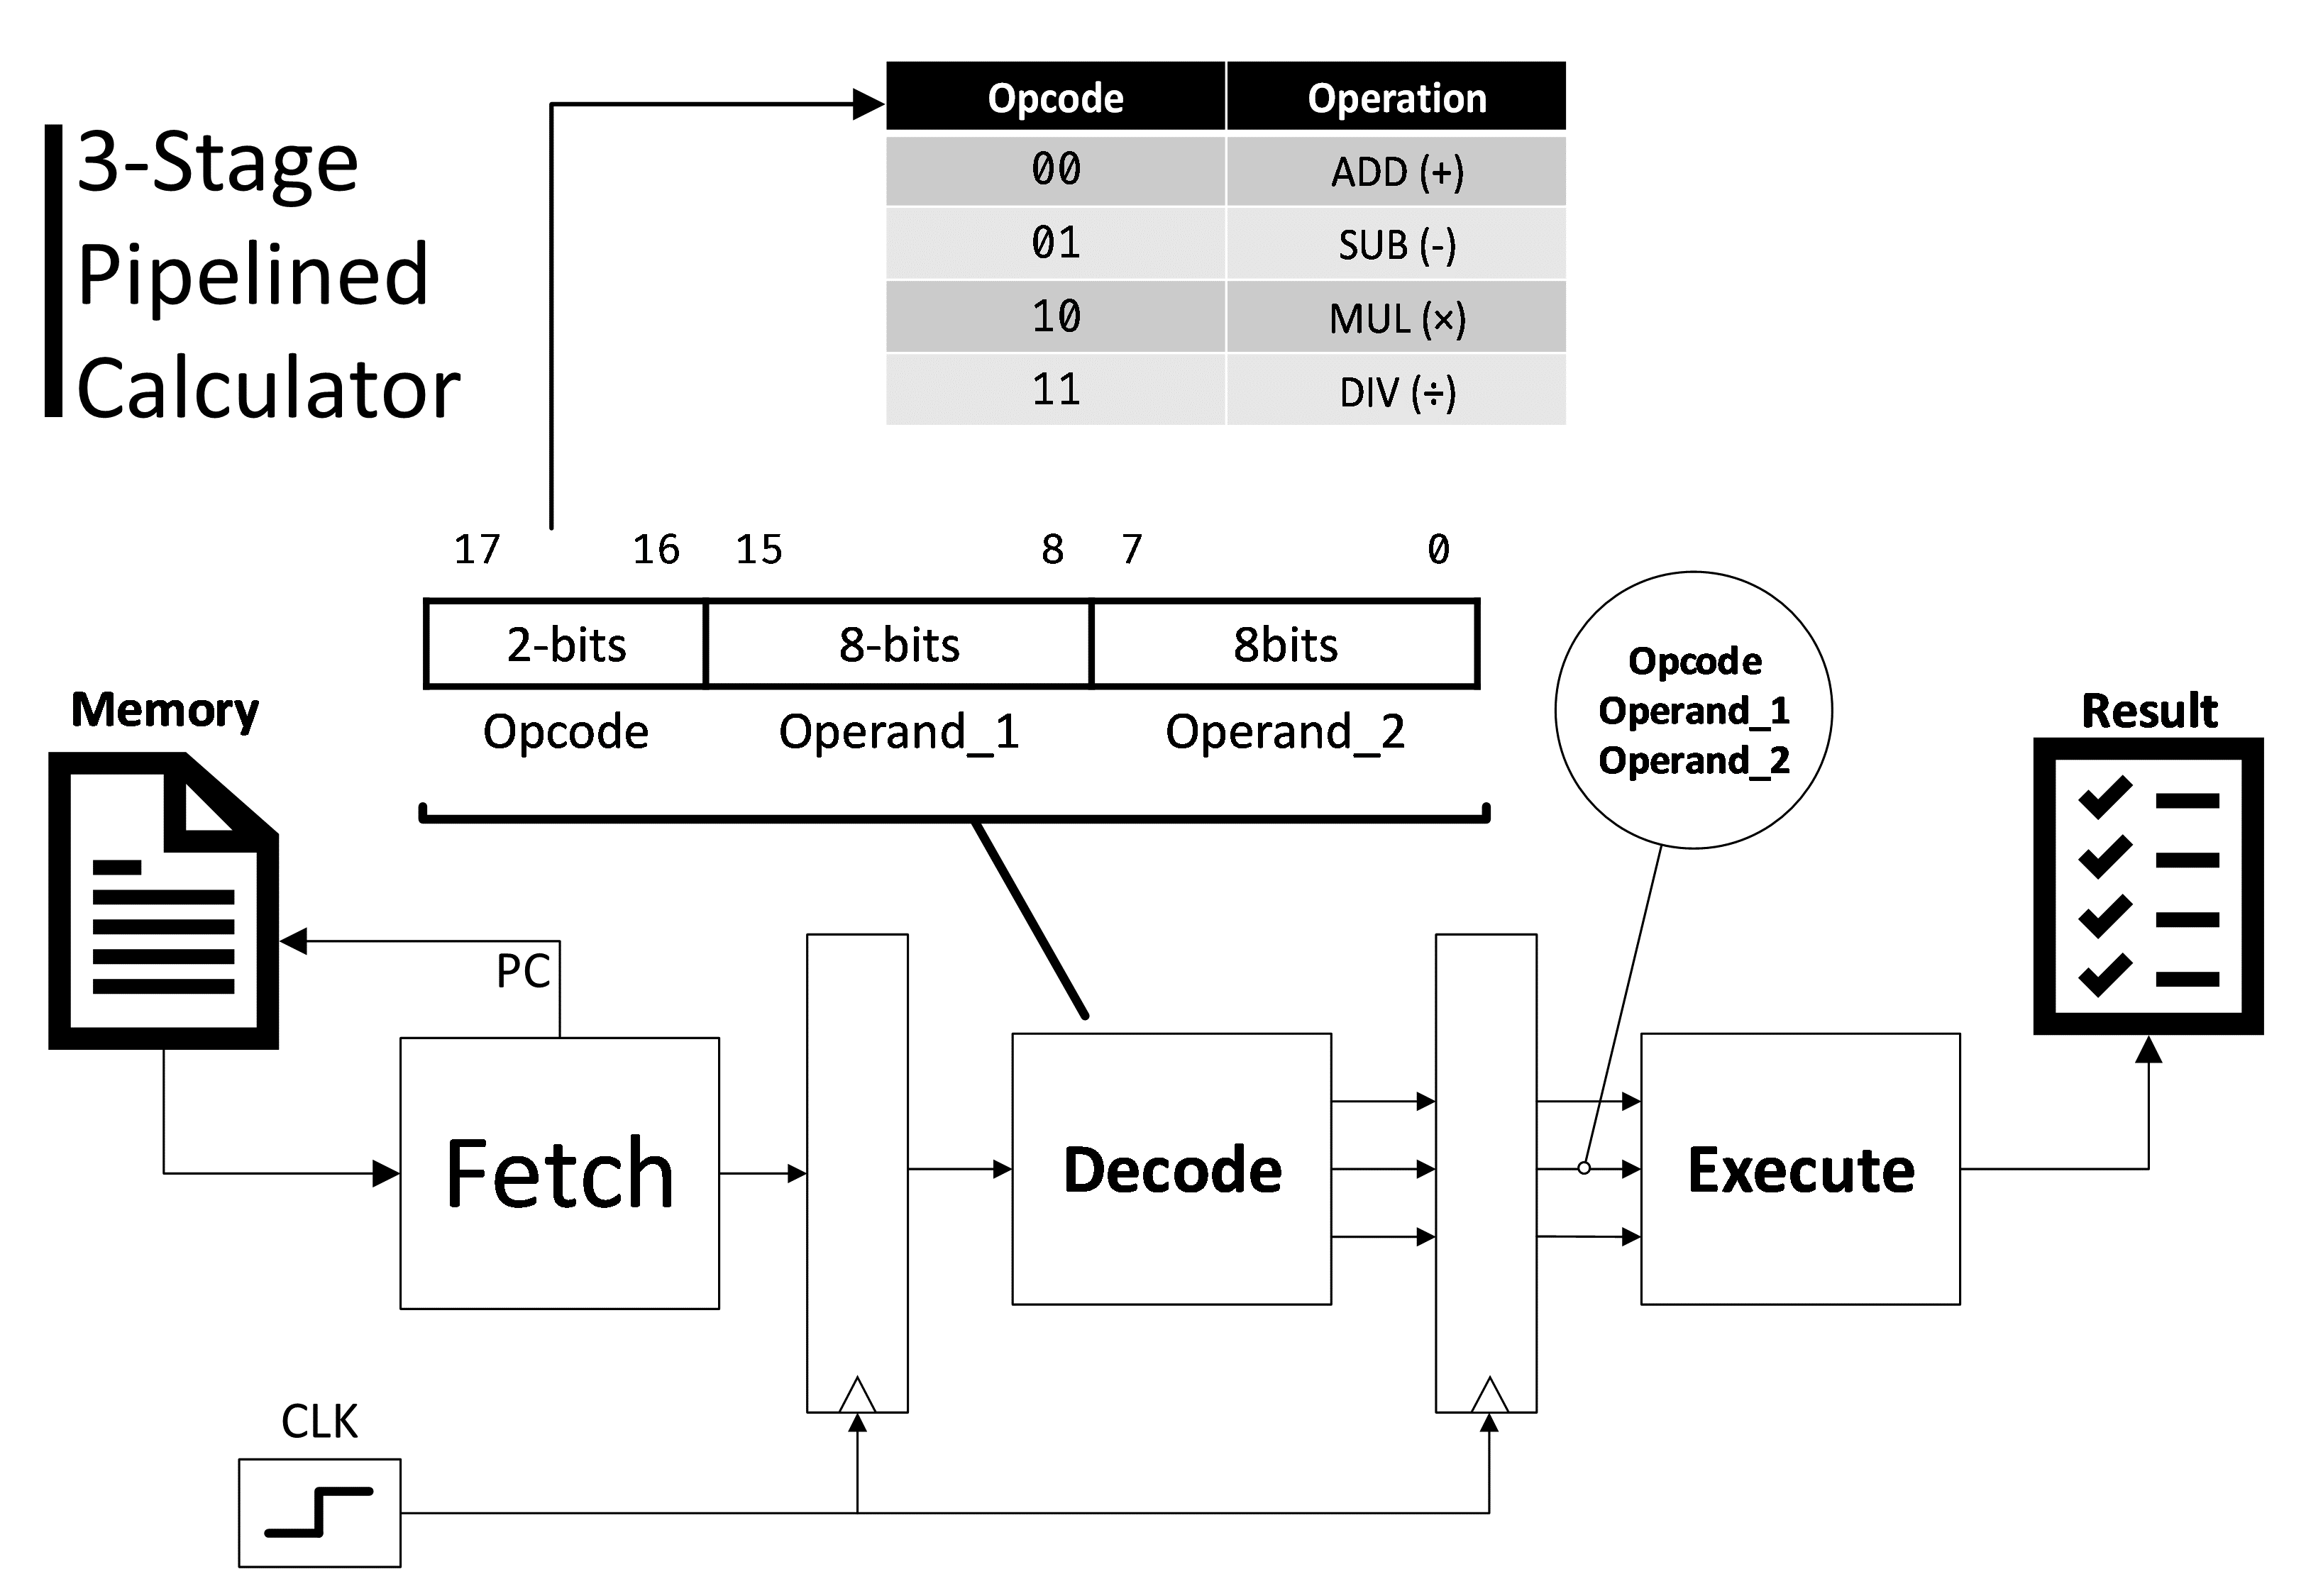 3-Stage
Pipelined
Calculator
Opcode Operation
00 ADD (+)
01 SUB (-)
10 MUL (×)
11 DIV (÷)
17 16 15 8 7 0
2-bits 8-bits 8bits
Opcode Operand_1 Operand_2
Opcode
Operand_1
Operand_2
Memory
Result
PC
Fetch
Decode
Execute
CLK